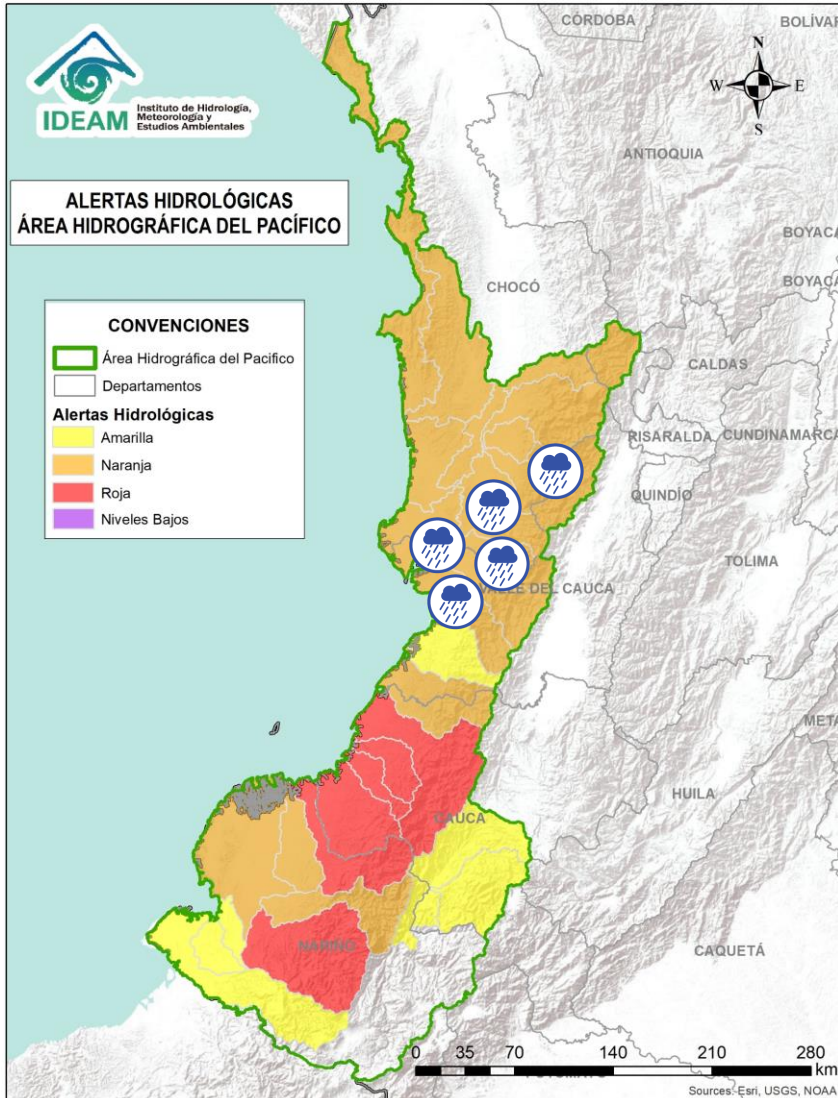 IDEAM
Instituto de Hidrología,
Meteorología y
Estudios Ambientales
ALERTAS HIDROLÓGICAS
ÁREA HIDROGRÁFICA DEL PACÍFICO
CONVENCIONES
Área Hidrográfica del Pacifico
Departamentos
Alertas Hidrológicas
Amarilla
Naranja
Roja
Niveles Bajos
N
W
E
S
CÓRDOBA
BOLÍVAR
ANTIOQUIA
BOYACÁ
BOYACÁ
CHOCÓ
CALDAS
RISARALDA
CUNDINAMARCA
QUINDÍO
TOLIMA
VALLE DEL CAUCA
META
HUILA
CAUCA
NARIÑO
CAQUETÁ
0 35 70 140 210 280
km
Sources: Esri, USGS, NOAA